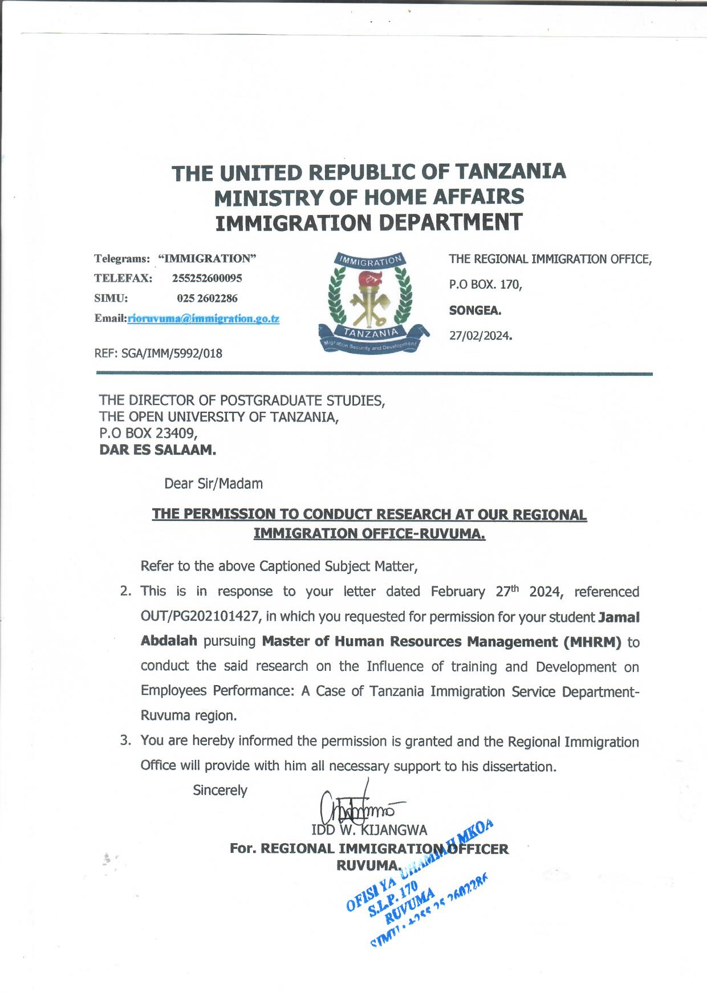 THE UNITED REPUBLIC OF TANZANIA
MINISTRY OF HOME AFFAIRS
IMMIGRATION DEPARTMENT
Telegrams: “IMMIGRATION”
TELEFAX: 255252600095
SIMU: 025 2602286
Email:rioruvuma@immigration.go.tz
REF: SGA/IMM/5992/018
IMMIGRATION
TANZANIA
Migration Security and Development
THE REGIONAL IMMIGRATION OFFICE,
P.O BOX. 170,
SONGEA.
27/02/2024.
THE DIRECTOR OF POSTGRADUATE STUDIES,
THE OPEN UNIVERSITY OF TANZANIA,
P.O BOX 23409,
DAR ES SALAAM.
Dear Sir/Madam
THE PERMISSION TO CONDUCT RESEARCH AT OUR REGIONAL
IMMIGRATION OFFICE-RUVUMA.
Refer to the above Captioned Subject Matter,
2. This is in response to your letter dated February 27th 2024, referenced
OUT/PG202101427, in which you requested for permission for your student Jamal
Abdalah pursuing Master of Human Resources Management (MHRM) to
conduct the said research on the Influence of training and Development on
Employees Performance: A Case of Tanzania Immigration Service Department-
Ruvuma region.
3. You are hereby informed the permission is granted and the Regional Immigration
Office will provide with him all necessary support to his dissertation.
Sincerely
IDD W. KIJANGWA
For. REGIONAL IMMIGRATION OFFICER
RUVUMA.
OFISI YA UHAMIAJI MKOA
S.L.P. 170
RUVUMA
SIMU: +255 25 2602286